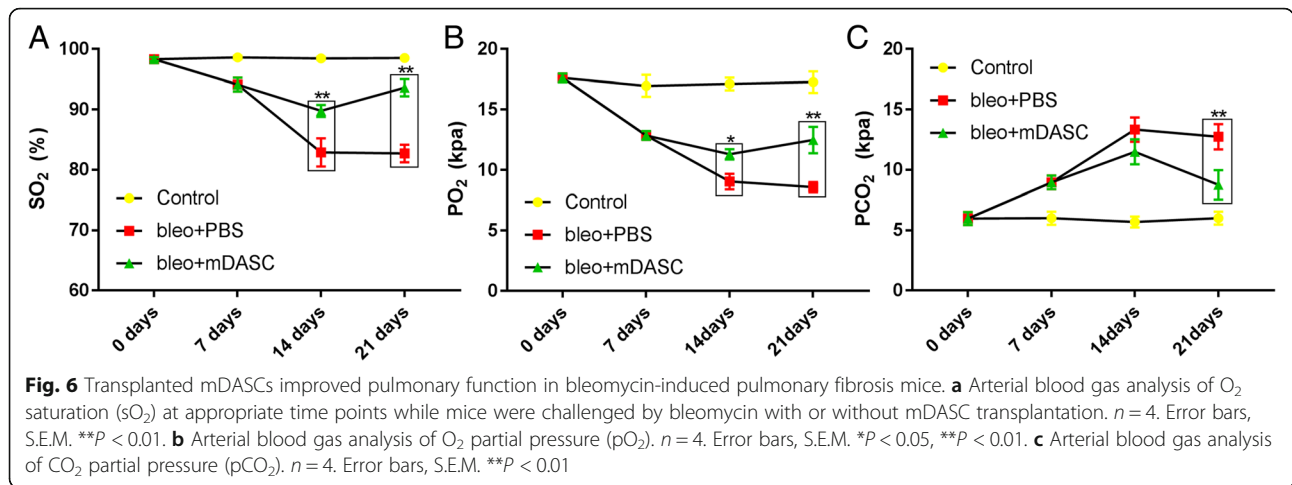 A
100
90
80
70
60
SO₂ (%)
**
**
Control
bleo+PBS
bleo+mDASC
0 days
7 days
14 days
21 days
B
20
15
10
5
0
PO₂ (kpa)
*
**
Control
bleo+PBS
bleo+mDASC
0 days
7 days
14days
21days
C
20
15
10
5
0
PCO₂ (kpa)
**
Control
bleo+PBS
bleo+mDASC
0 days
7 days
14days
21days
Fig. 6 Transplanted mDASCs improved pulmonary function in bleomycin-induced pulmonary fibrosis mice. a Arterial blood gas analysis of O₂
saturation (sO₂) at appropriate time points while mice were challenged by bleomycin with or without mDASC transplantation. n = 4. Error bars,
S.E.M. **P < 0.01. b Arterial blood gas analysis of O₂ partial pressure (pO₂). n = 4. Error bars, S.E.M. *P < 0.05, **P < 0.01. c Arterial blood gas analysis
of CO₂ partial pressure (pCO₂). n = 4. Error bars, S.E.M. **P < 0.01